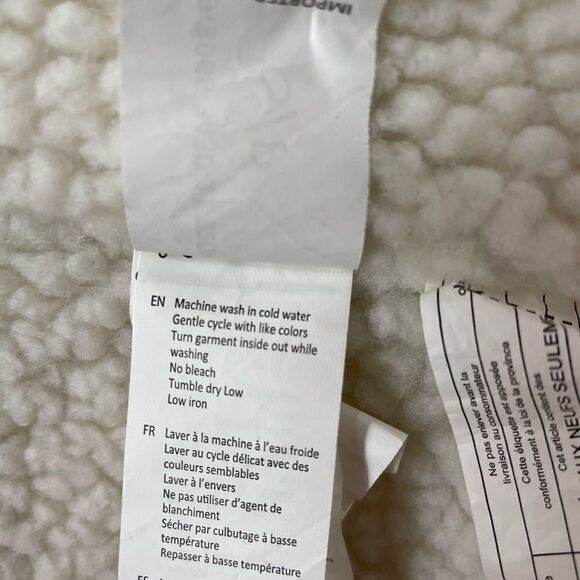 IMPORTED
EN Machine wash in cold water
Gentle cycle with like colors
Turn garment inside out while
washing
No bleach
Tumble dry Low
Low iron
FR Laver à la machine à l'eau froide
Laver au cycle délicat avec des
couleurs semblables
Laver à l'envers
Ne pas utiliser d'agent de
blanchiment
Sécher par culbutage à basse
température
Repasser à basse température
ES
Ne pas enlever avant la
livraison au consommateur
Cette étiquette est apposée
conformément à la loi de la province
Cet article contient des
AUX NEUFS SEULEM